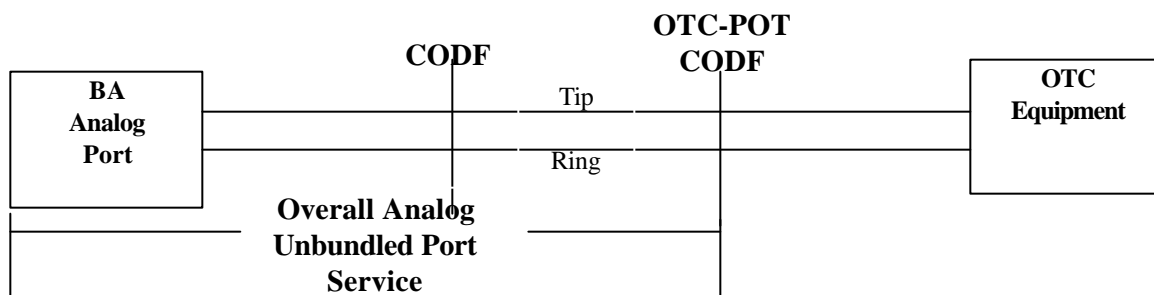 OTC-POT
CODF
CODF
BA
Analog
Port
Tip
Ring
OTC
Equipment
Overall Analog
Unbundled Port
Service